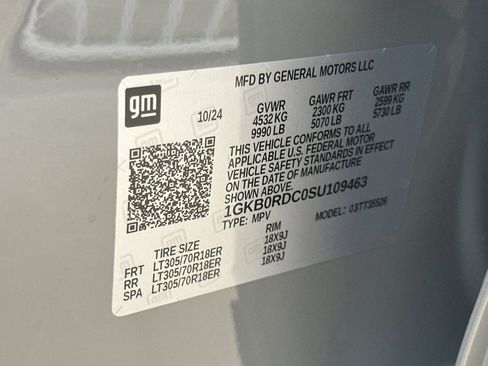 gm
MFD BY GENERAL MOTORS LLC
10/24 GVWR GAWR FRT GAWR RR
4532 KG 2300 KG 2599 KG
9990 LB 5070 LB 5730 LB
THIS VEHICLE CONFORMS TO ALL
APPLICABLE U.S. FEDERAL MOTOR
VEHICLE SAFETY STANDARDS IN EFFECT
ON THE DATE OF MANUFACTURE
SHOWN ABOVE.
1GKB0RDC0SU109463
TYPE: MPV MODEL: 03TT35526
TIRE SIZE RIM
FRT LT305/70R18ER 18X9J
RR LT305/70R18ER 18X9J
SPA LT305/70R18ER 18X9J